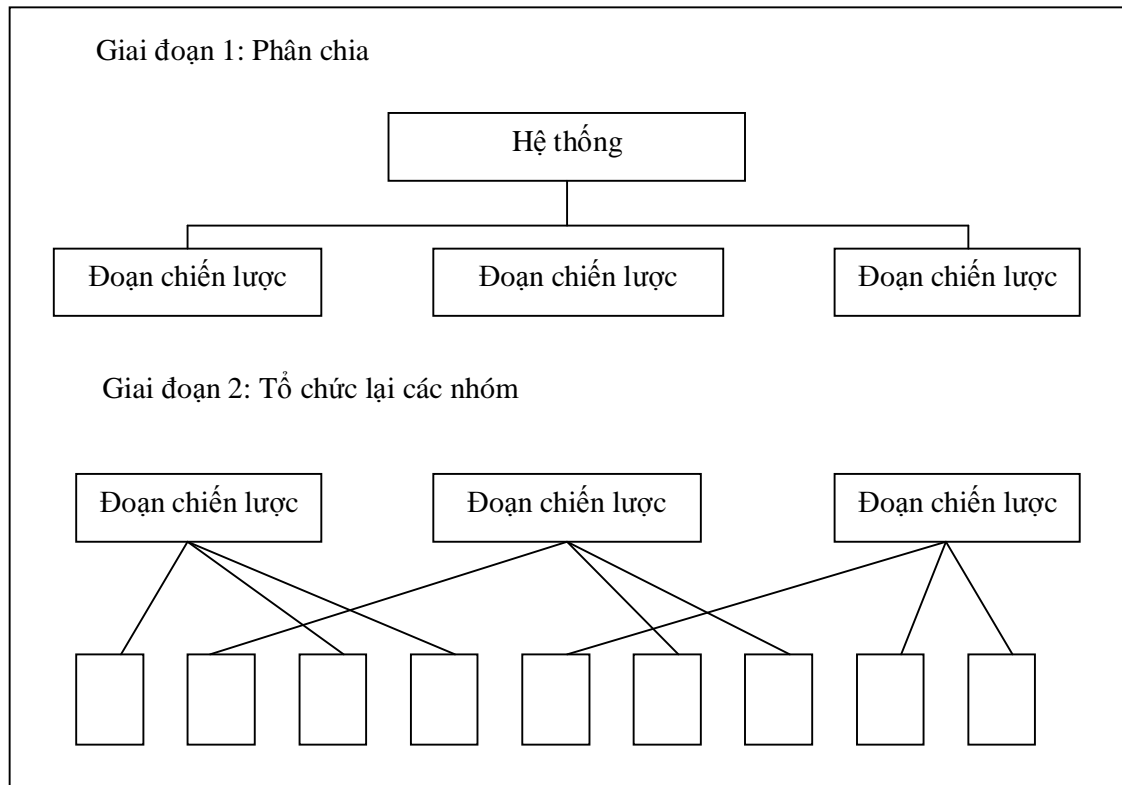 Giai đoạn 1: Phân chia
Hệ thống
Đoạn chiến lược
Đoạn chiến lược
Đoạn chiến lược
Giai đoạn 2: Tổ chức lại các nhóm
Đoạn chiến lược
Đoạn chiến lược
Đoạn chiến lược